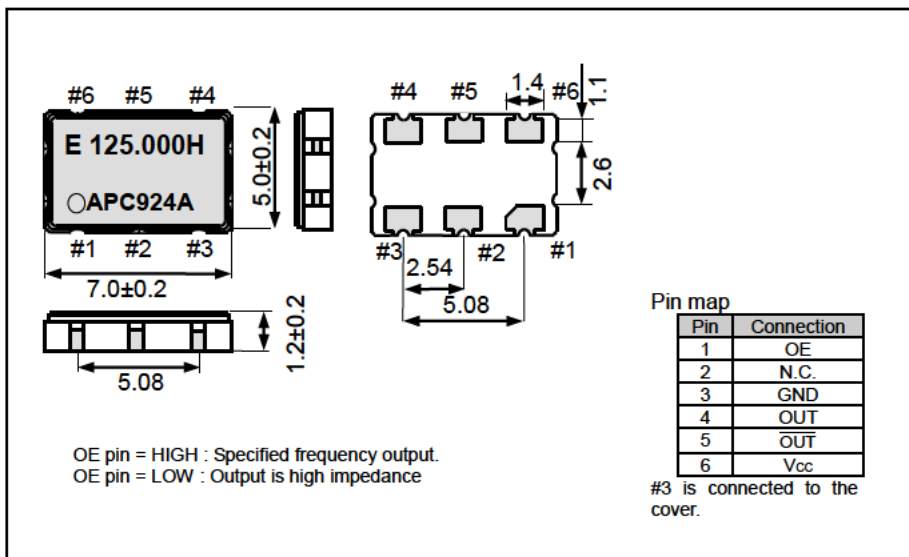 #6 #5 #4
E 125.000H
○APC924A
#1 #2 #3
7.0±0.2
5.0±0.2
5.08
1.2±0.2
#4 #5 1.4 #6
1.1
2.6
#3 #2 #1
2.54
5.08
OE pin = HIGH : Specified frequency output.
OE pin = LOW : Output is high impedance
Pin map
Pin Connection
1 OE
2 N.C.
3 GND
4 OUT
5 O̅U̅T̅
6 Vcc
#3 is connected to the
cover.